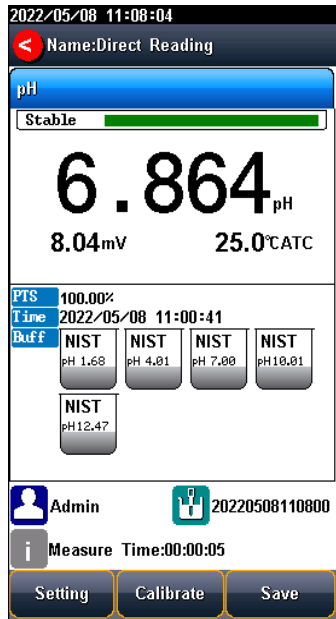 2022/05/08 11:08:04
Name:Direct Reading
pH
Stable
6.864pH
8.04mV 25.0℃ATC
PTS 100.00%
Time 2022/05/08 11:00:41
Buff NIST NIST NIST NIST
pH 1.68 pH 4.01 pH 7.00 pH10.01
NIST
pH12.47
Admin 20220508110800
i Measure Time:00:00:05
Setting Calibrate Save